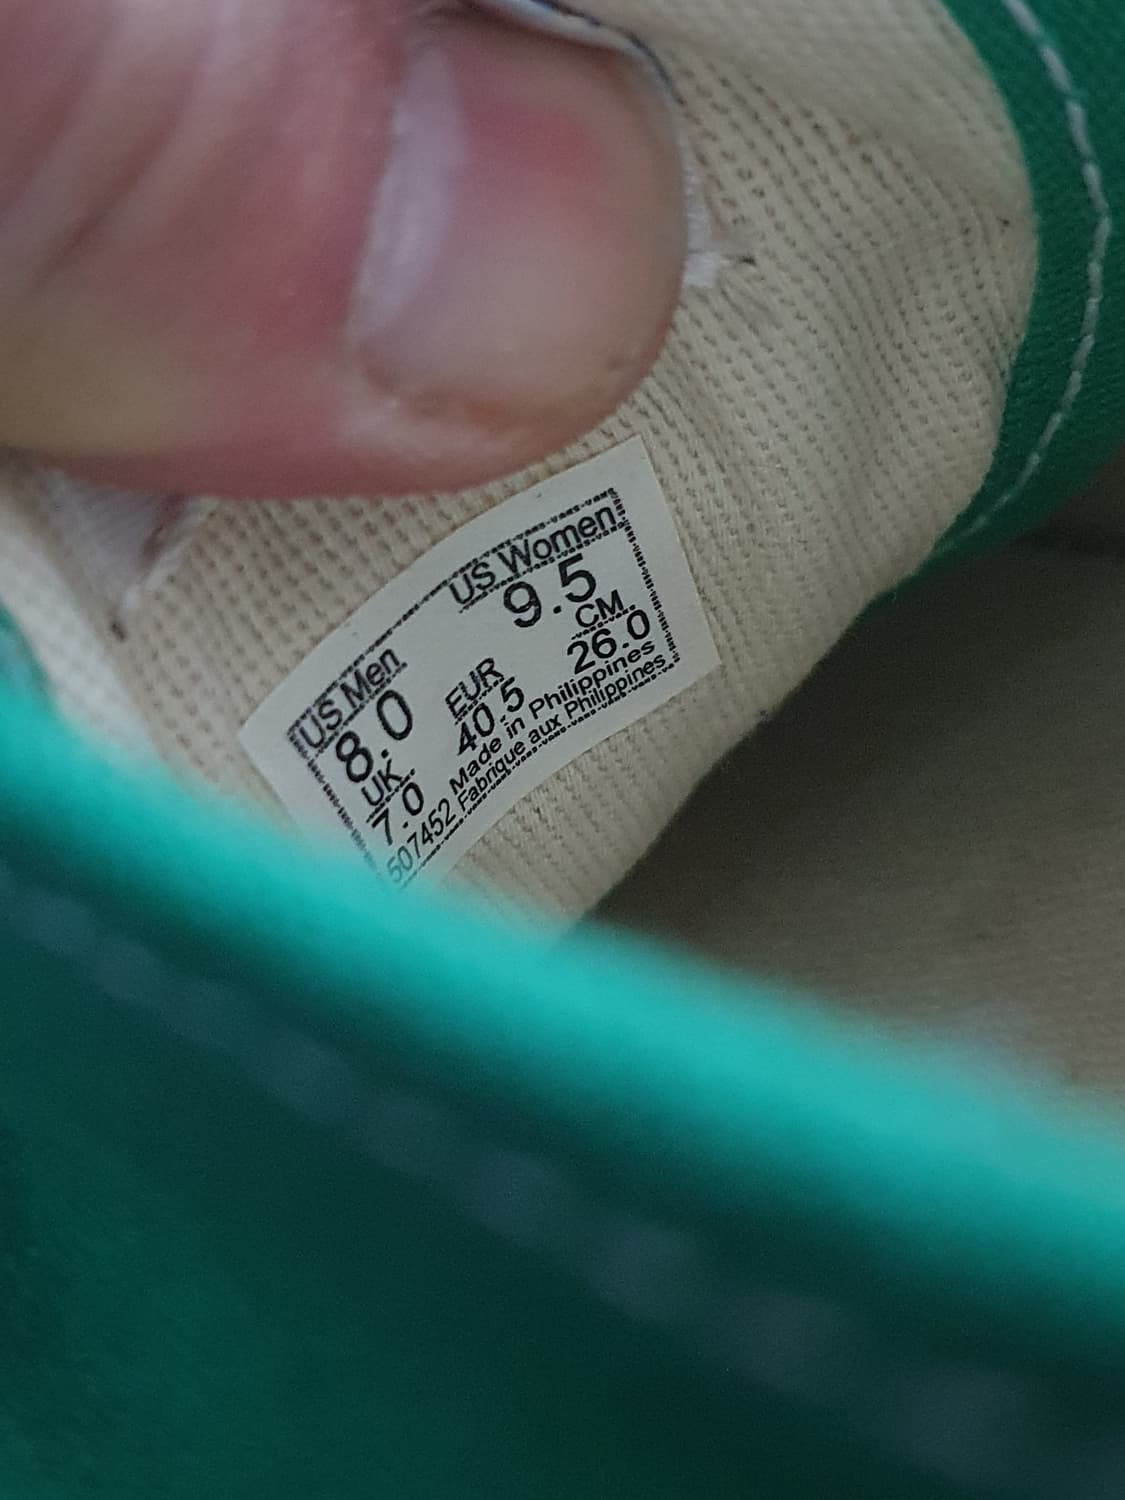 US Men US Women
8.0 9.5
UK EUR CM.
7.0 40.5 26.0
507452 Made in Philippines
Fabrique aux Philippines